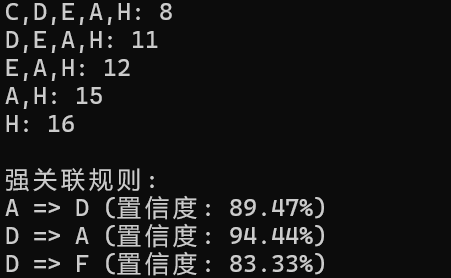 C,D,E,A,H: 8
D,E,A,H: 11
E,A,H: 12
A,H: 15
H: 16
强关联规则:
A => D (置信度: 89.47%)
D => A (置信度: 94.44%)
D => F (置信度: 83.33%)